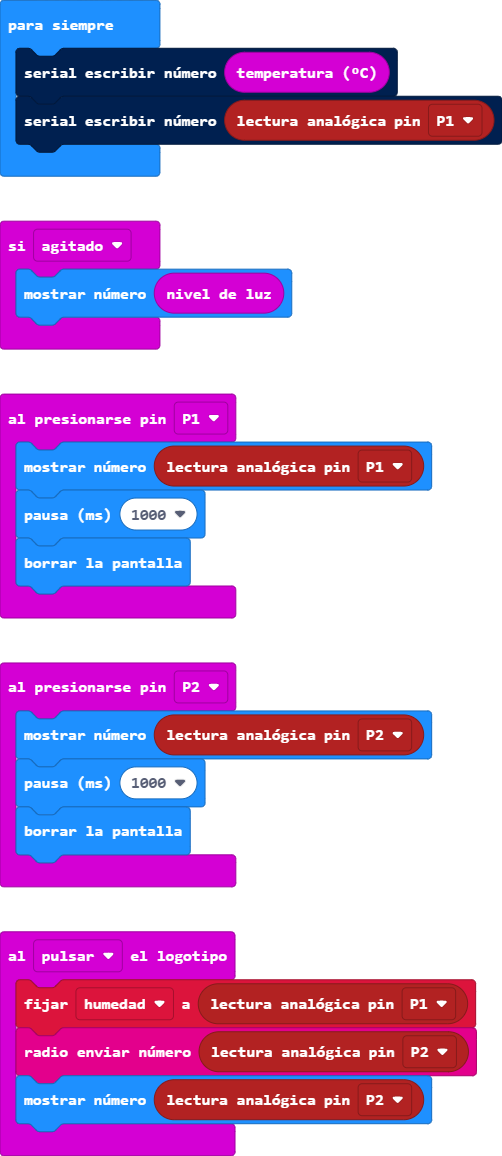 para siempre
serial escribir número temperatura (ºC)
serial escribir número lectura analógica pin P1
si agitado
mostrar número nivel de luz
al presionarse pin P1
mostrar número lectura analógica pin P1
pausa (ms) 1000
borrar la pantalla
al presionarse pin P2
mostrar número lectura analógica pin P2
pausa (ms) 1000
borrar la pantalla
al pulsar el logotipo
fijar humedad a lectura analógica pin P1
radio enviar número lectura analógica pin P2
mostrar número lectura analógica pin P2